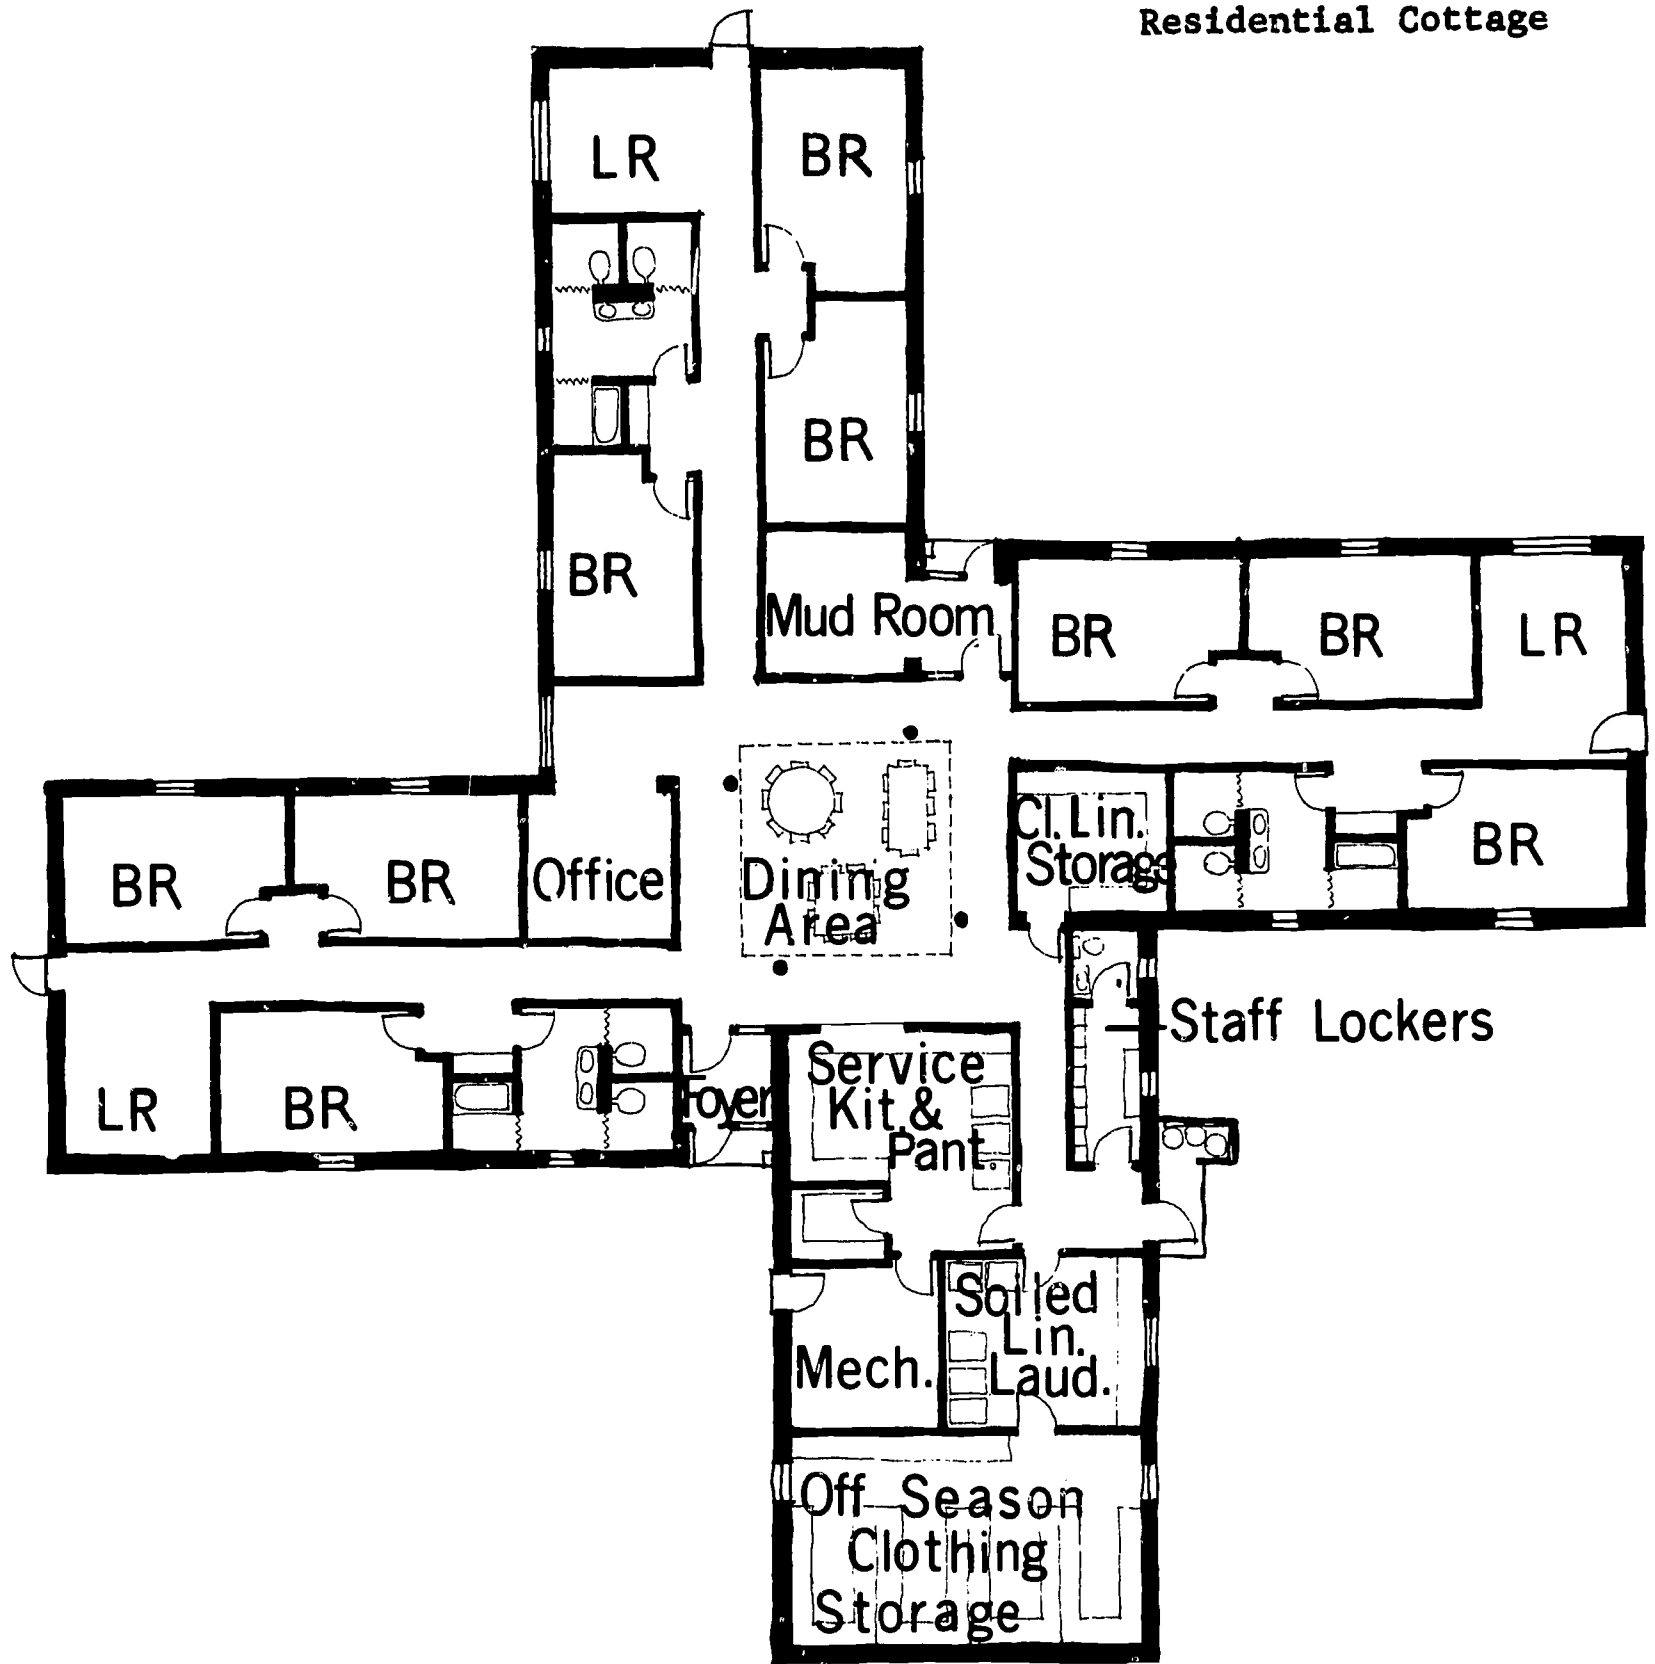 Residential Cottage
LR
BR
BR
BR
Mud Room
BR
BR
LR
BR
BR
Office
Dining
Area
Cl. Lin.
Storage
BR
LR
BR
Foyer
Service
Kit. &
Pant.
Staff Lockers
Mech.
Soiled
Lin.
Laud.
Off Season
Clothing
Storage